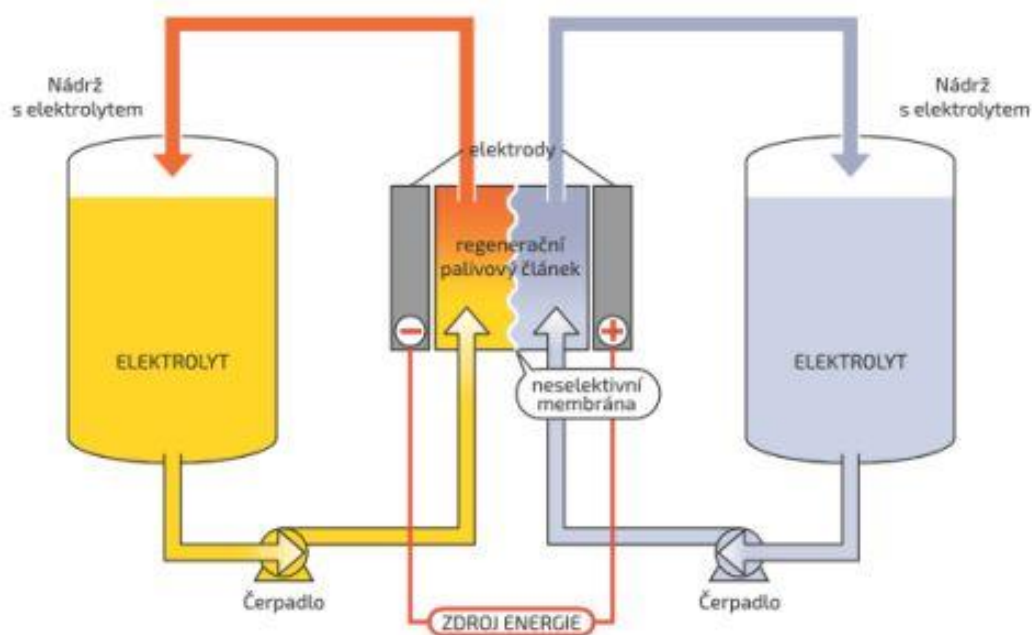 Nádrž
s elektrolytem
Nádrž
s elektrolytem
elektrody
regenerační
palivový článek
−
+
ELEKTROLYT
ELEKTROLYT
neselektivní
membrána
Čerpadlo
Čerpadlo
ZDROJ ENERGIE